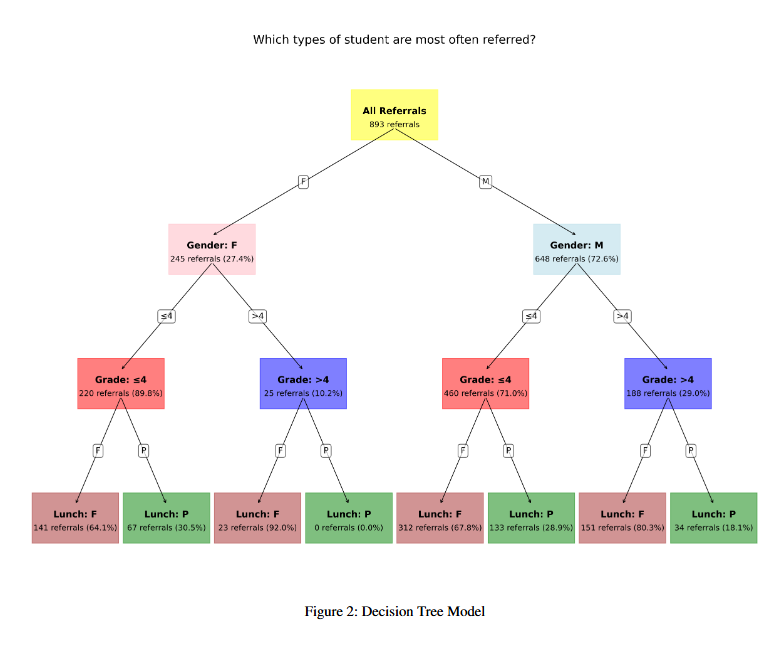 Which types of student are most often referred?
All Referrals
893 referrals
F
M
Gender: F
245 referrals (27.4%)
Gender: M
648 referrals (72.6%)
≤4
>4
≤4
>4
Grade: ≤4
220 referrals (89.8%)
Grade: >4
25 referrals (10.2%)
Grade: ≤4
460 referrals (71.0%)
Grade: >4
188 referrals (29.0%)
F
P
F
P
F
P
F
P
Lunch: F
141 referrals (64.1%)
Lunch: P
67 referrals (30.5%)
Lunch: F
23 referrals (92.0%)
Lunch: P
0 referrals (0.0%)
Lunch: F
312 referrals (67.8%)
Lunch: P
133 referrals (28.9%)
Lunch: F
151 referrals (80.3%)
Lunch: P
34 referrals (18.1%)
Figure 2: Decision Tree Model